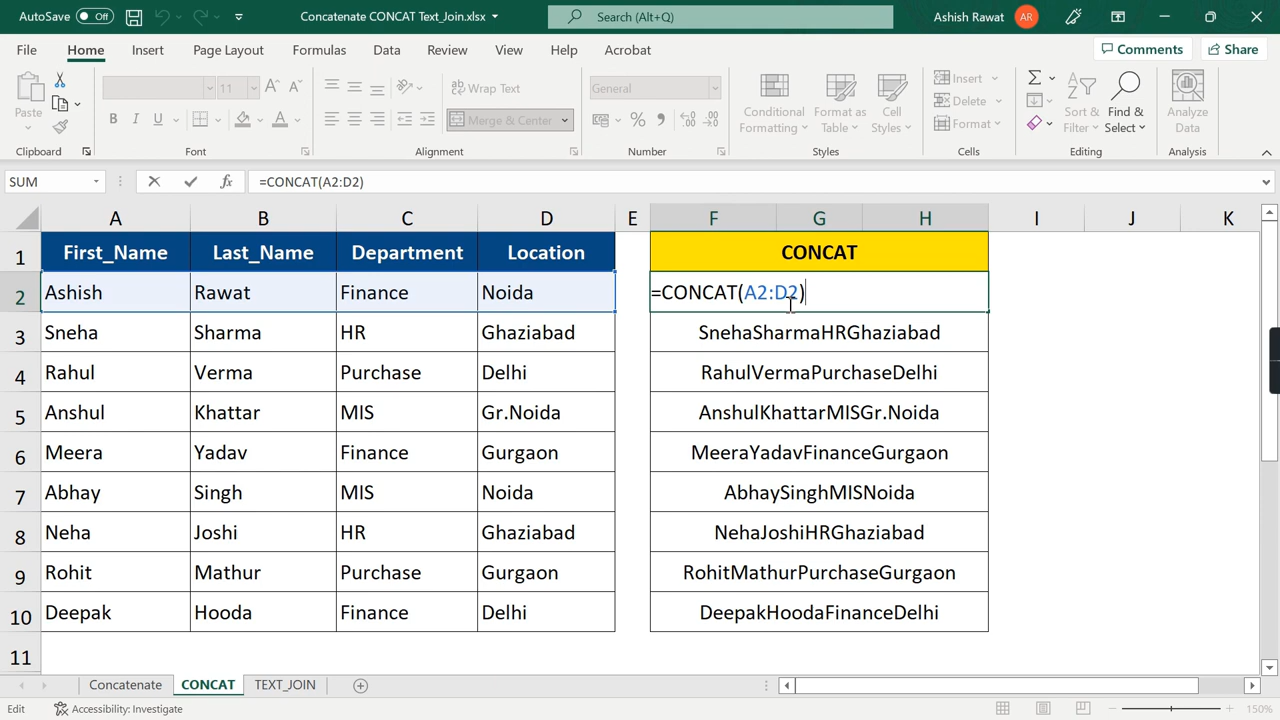 AutoSave Off Concatenate CONCAT Text_Join.xlsx Search (Alt+Q) Ashish Rawat AR
File Home Insert Page Layout Formulas Data Review View Help Acrobat Comments Share
Paste
Clipboard
11
B I U A
Font
Wrap Text
Merge & Center
Alignment
General
Number
Conditional Formatting
Format as Table
Cell Styles
Styles
Insert
Delete
Format
Cells
Sort & Filter
Find & Select
Editing
Analyze Data
Analysis
SUM fx =CONCAT(A2:D2)
A B C D E F G H I J K
1 First_Name Last_Name Department Location CONCAT
2 Ashish Rawat Finance Noida =CONCAT(A2:D2)
3 Sneha Sharma HR Ghaziabad SnehaSharmaHRGhaziabad
4 Rahul Verma Purchase Delhi RahulVermaPurchaseDelhi
5 Anshul Khattar MIS Gr.Noida AnshulKhattarMISGr.Noida
6 Meera Yadav Finance Gurgaon MeeraYadavFinanceGurgaon
7 Abhay Singh MIS Noida AbhaySinghMISNoida
8 Neha Joshi HR Ghaziabad NehaJoshiHRGhaziabad
9 Rohit Mathur Purchase Gurgaon RohitMathurPurchaseGurgaon
10 Deepak Hooda Finance Delhi DeepakHoodaFinanceDelhi
11
Concatenate CONCAT TEXT_JOIN
Edit Accessibility: Investigate 150%